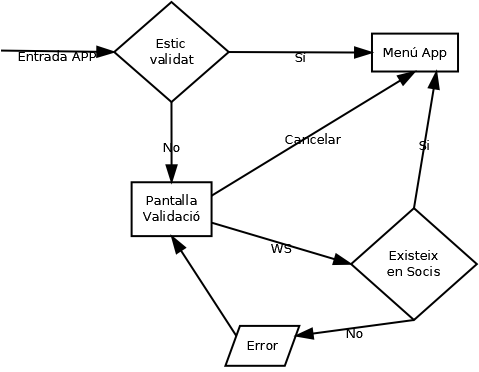 Entrada APP
Estic
validat
Si
Menú App
No
Cancelar
Si
Pantalla
Validació
WS
Existeix
en Socis
No
Error